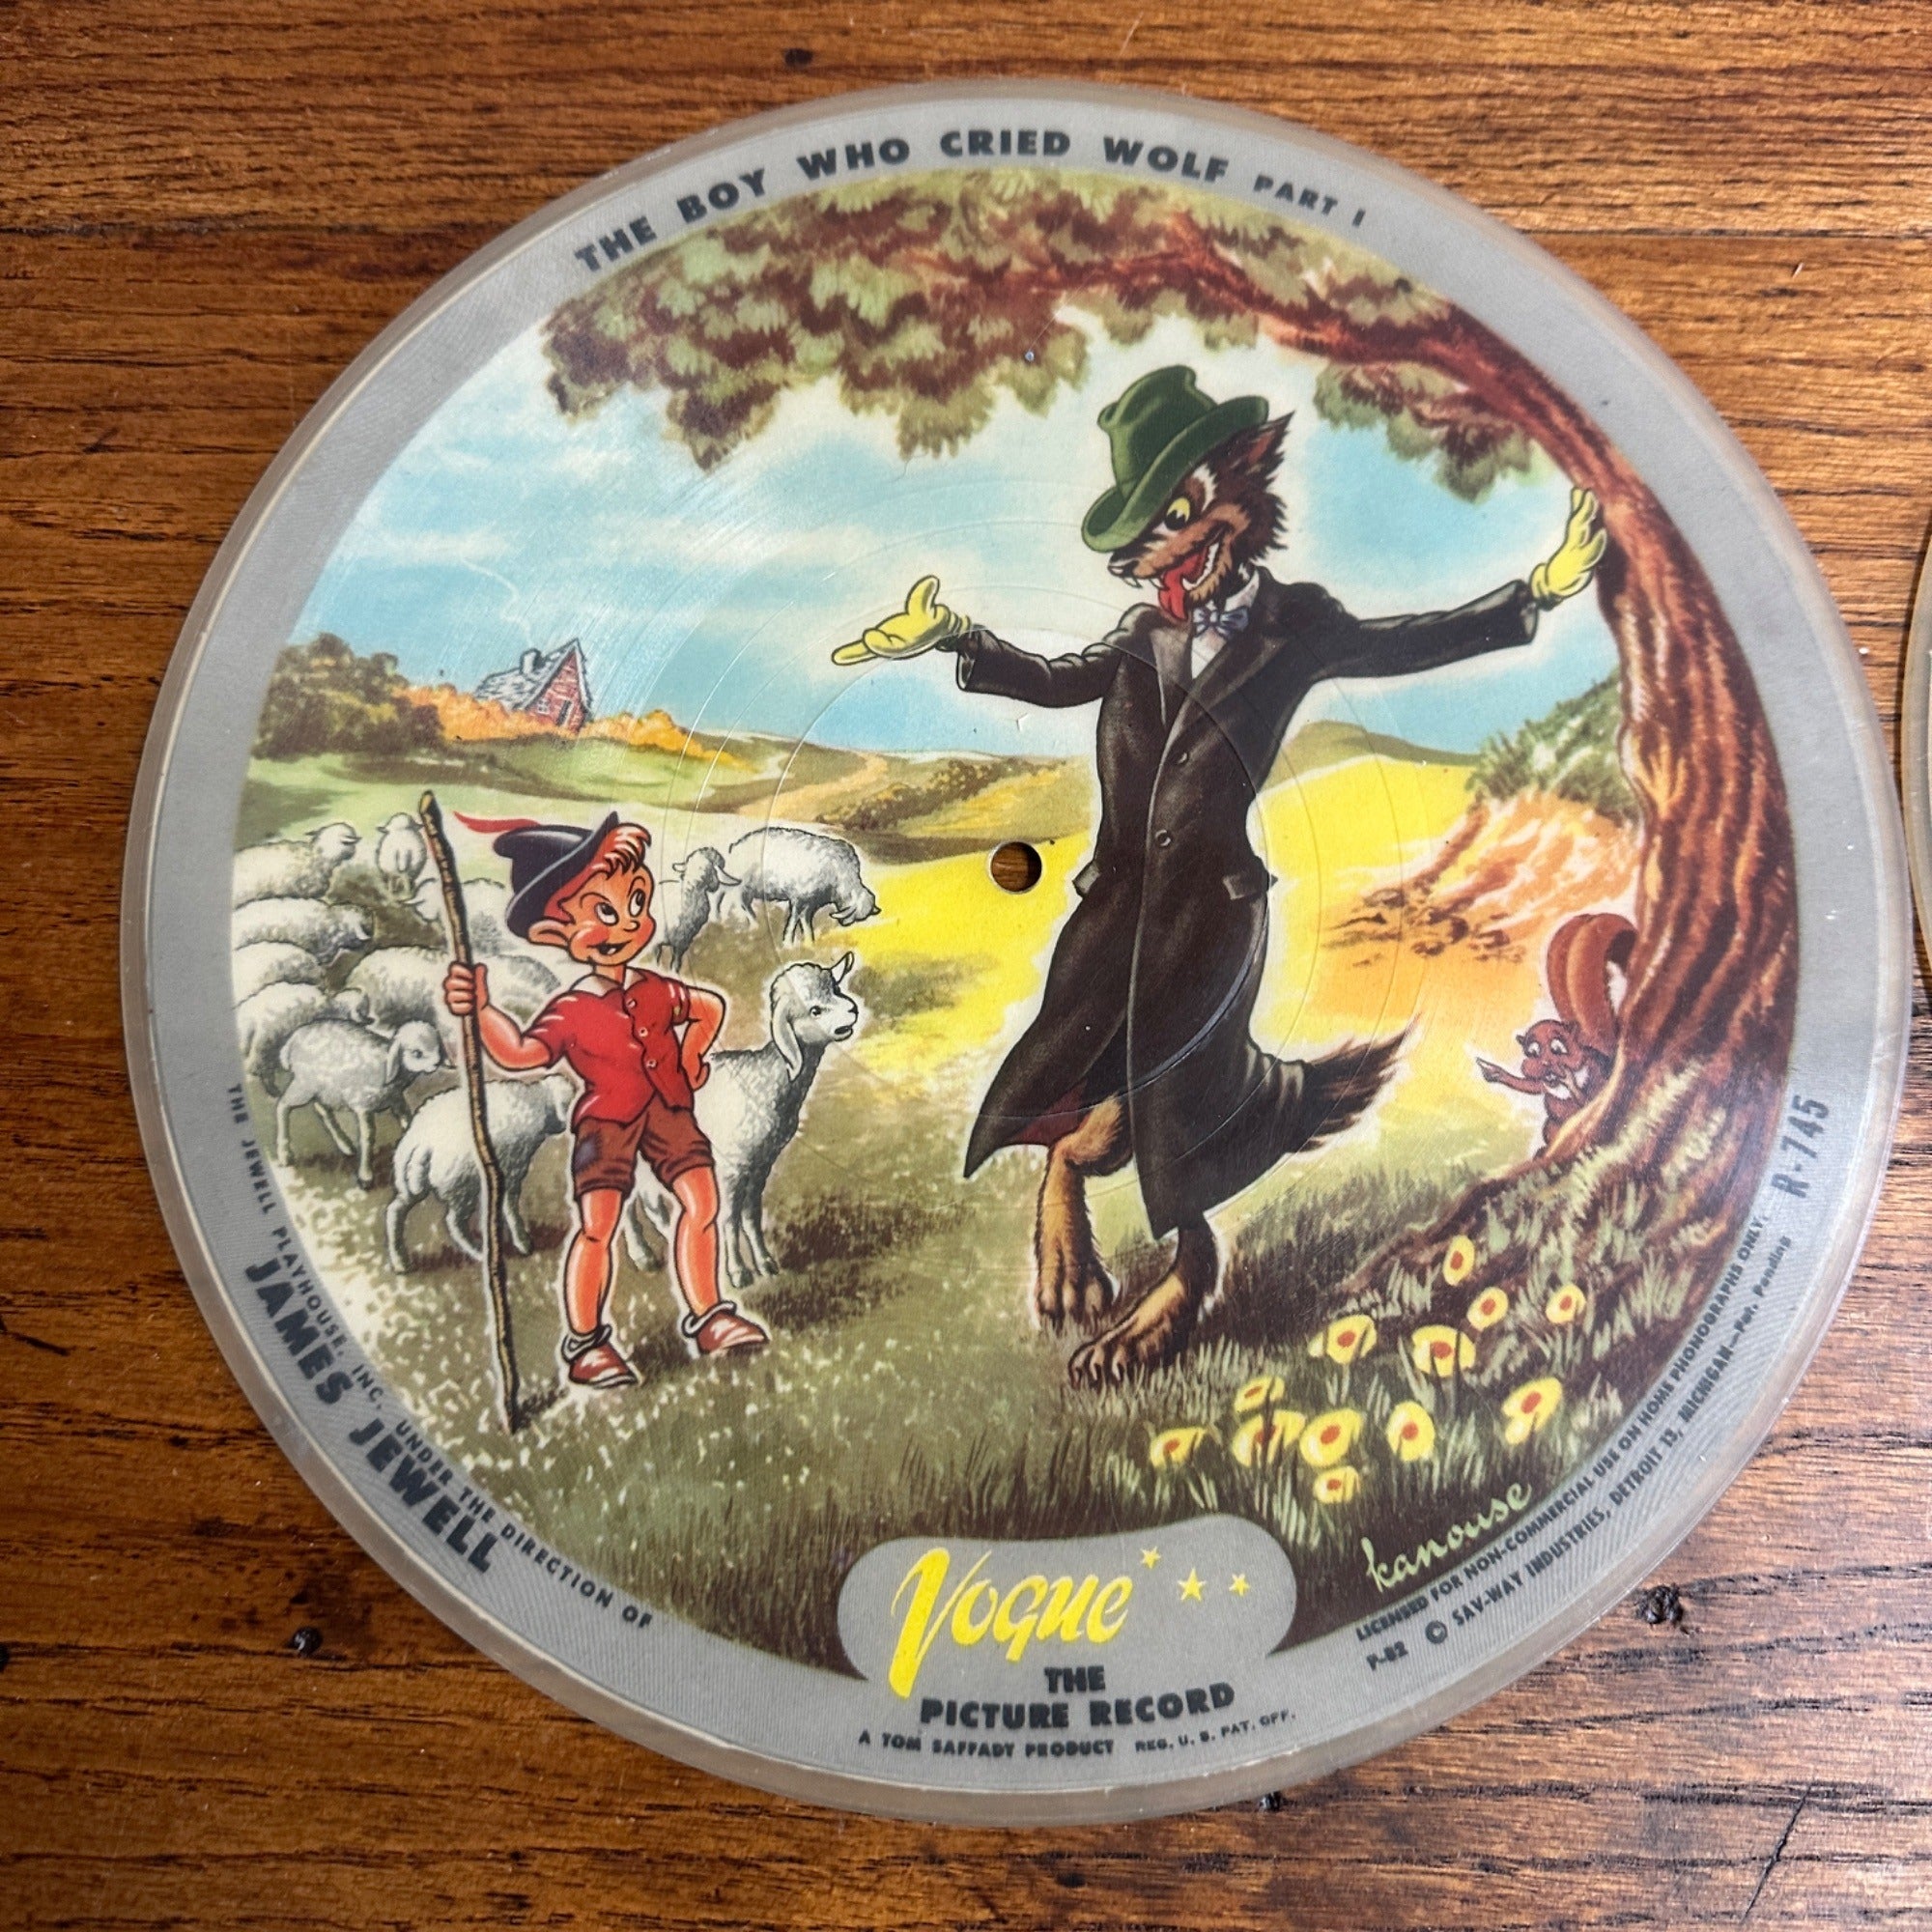 THE BOY WHO CRIED WOLF PART I
R-745
THE JEWELL PLAYHOUSE, INC. UNDER THE DIRECTION OF
JAMES JEWELL
kanouse
Vogue
THE
PICTURE RECORD
A TOM SAFFADY PRODUCT REG. U. S. PAT. OFF.
LICENSED FOR NON-COMMERCIAL USE ON HOME PHONOGRAPHS ONLY.
P-82 © SAV-WAY INDUSTRIES, DETROIT 13, MICHIGAN—Pat. Pending